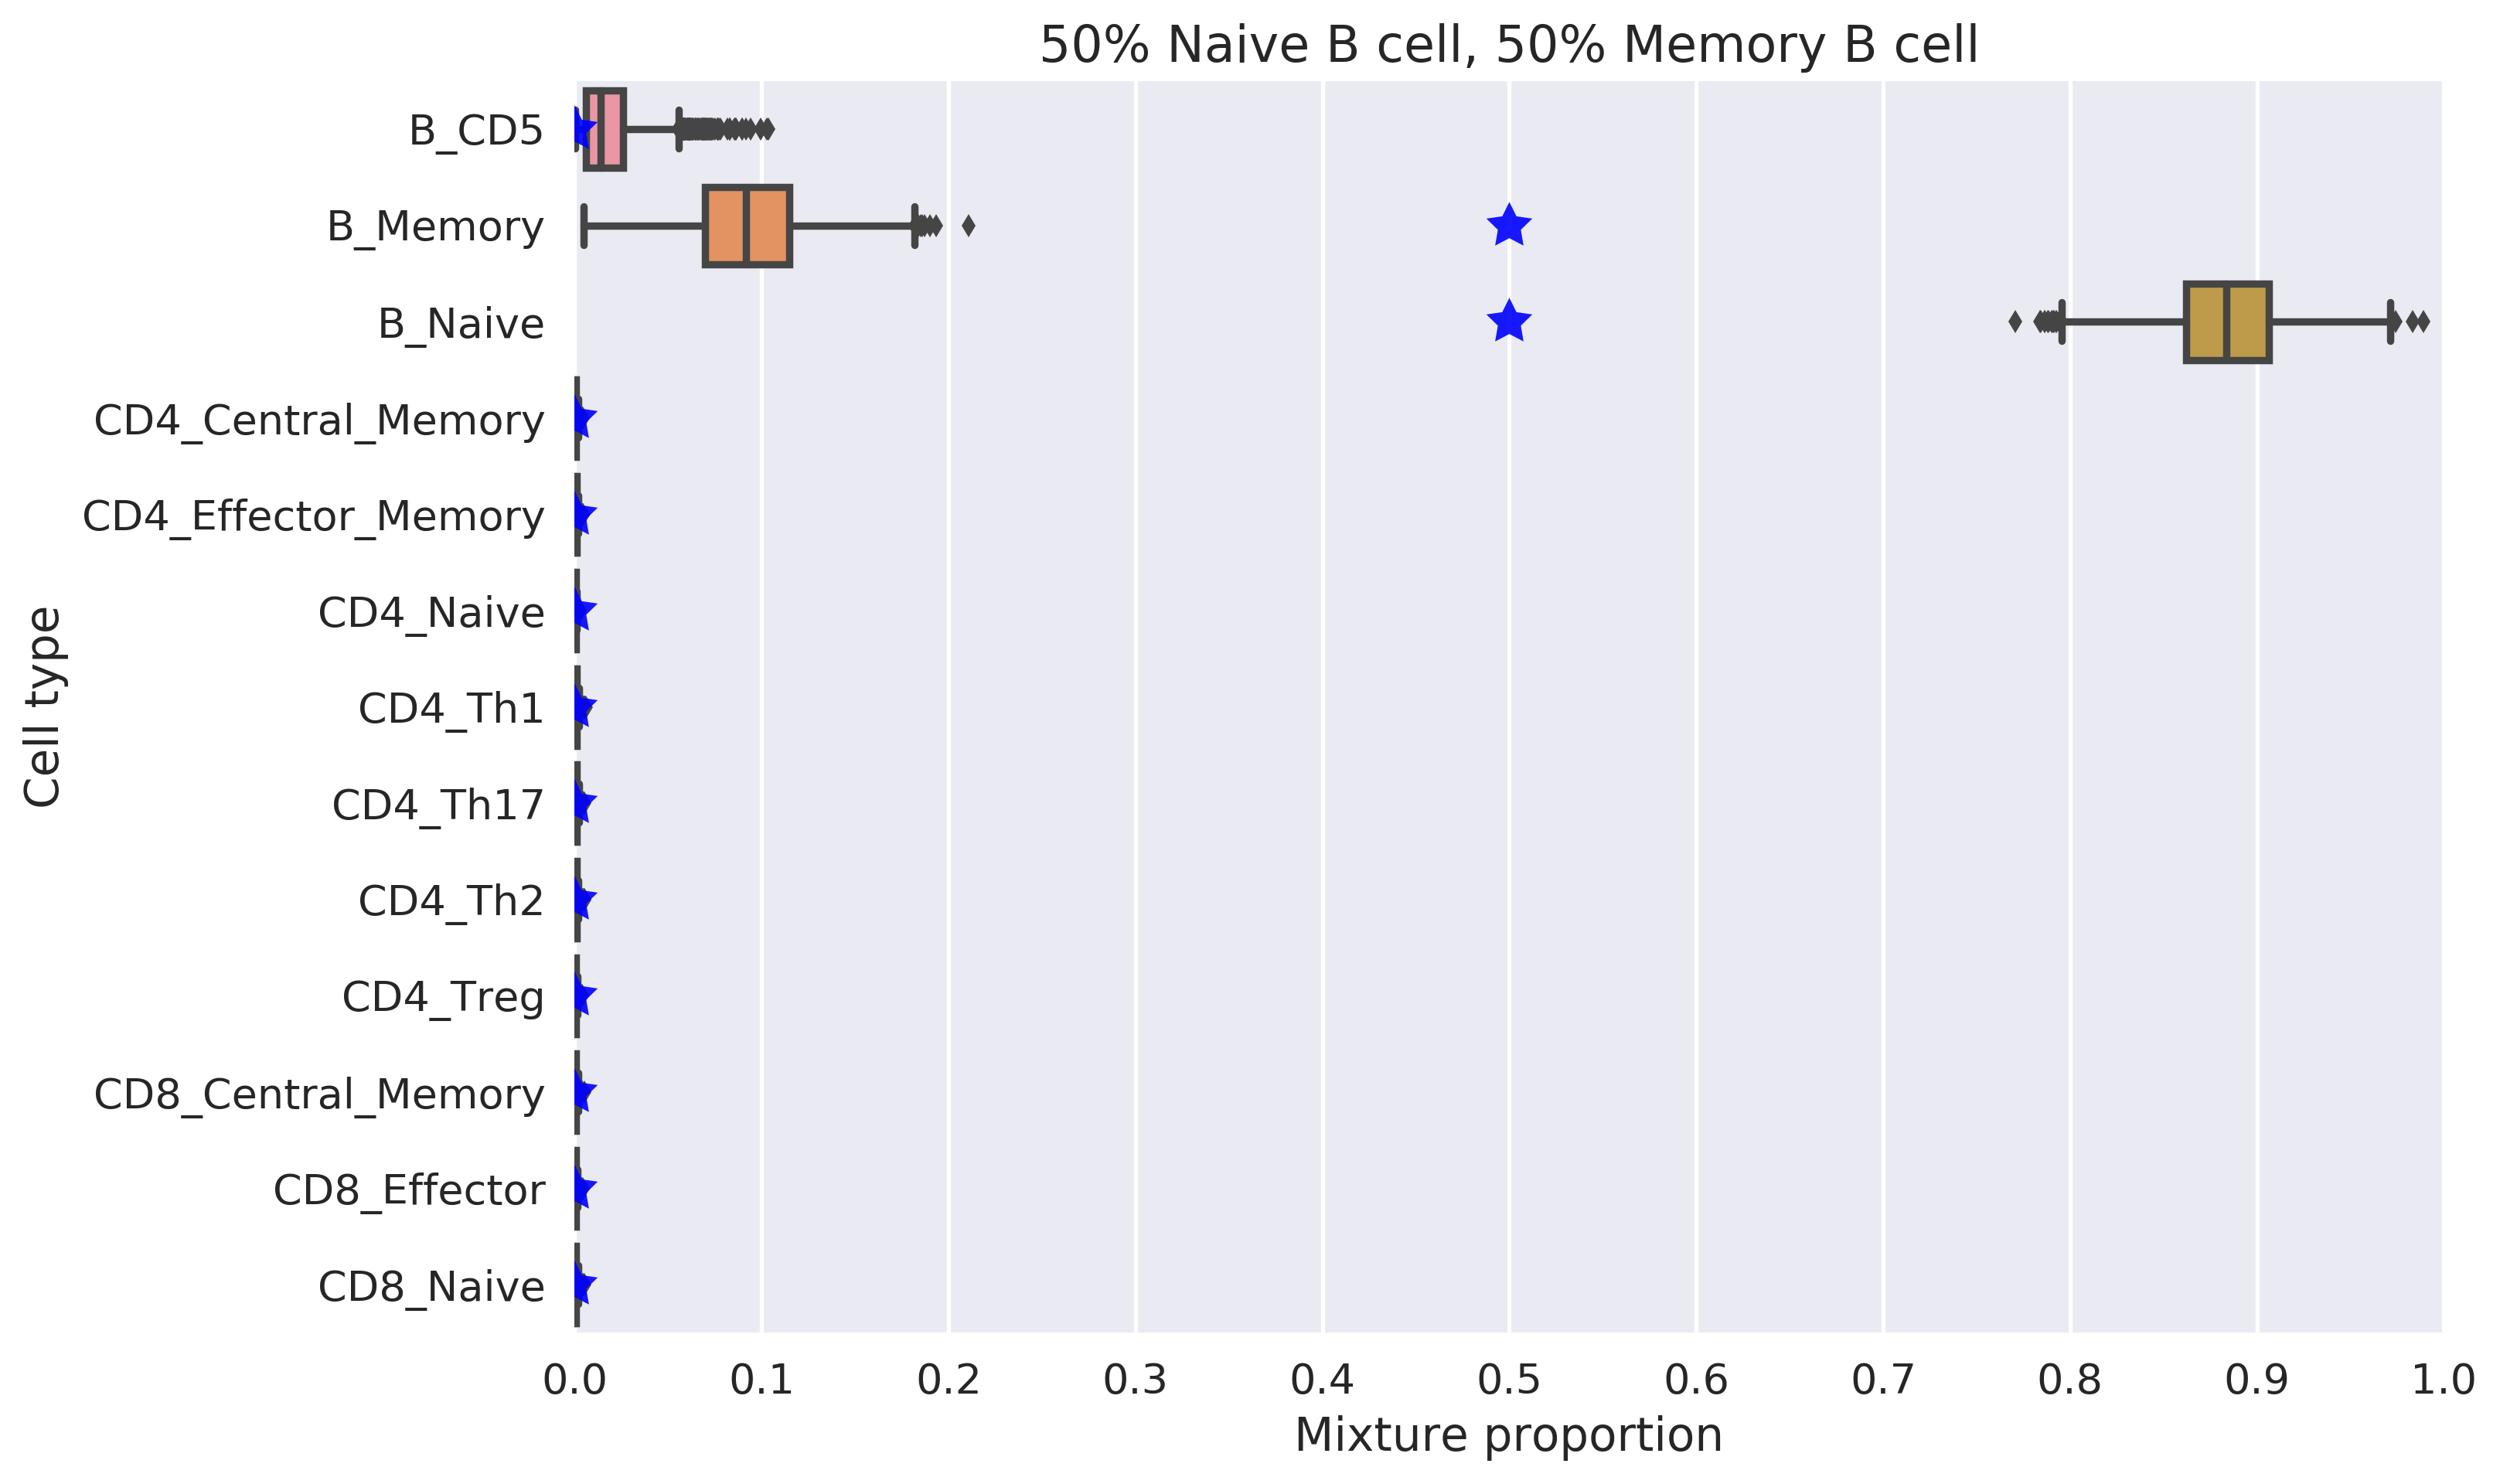 50% Naive B cell, 50% Memory B cell
B_CD5
B_Memory
B_Naive
CD4_Central_Memory
CD4_Effector_Memory
CD4_Naive
CD4_Th1
CD4_Th17
CD4_Th2
CD4_Treg
CD8_Central_Memory
CD8_Effector
CD8_Naive
Cell type
0.0 0.1 0.2 0.3 0.4 0.5 0.6 0.7 0.8 0.9 1.0
Mixture proportion